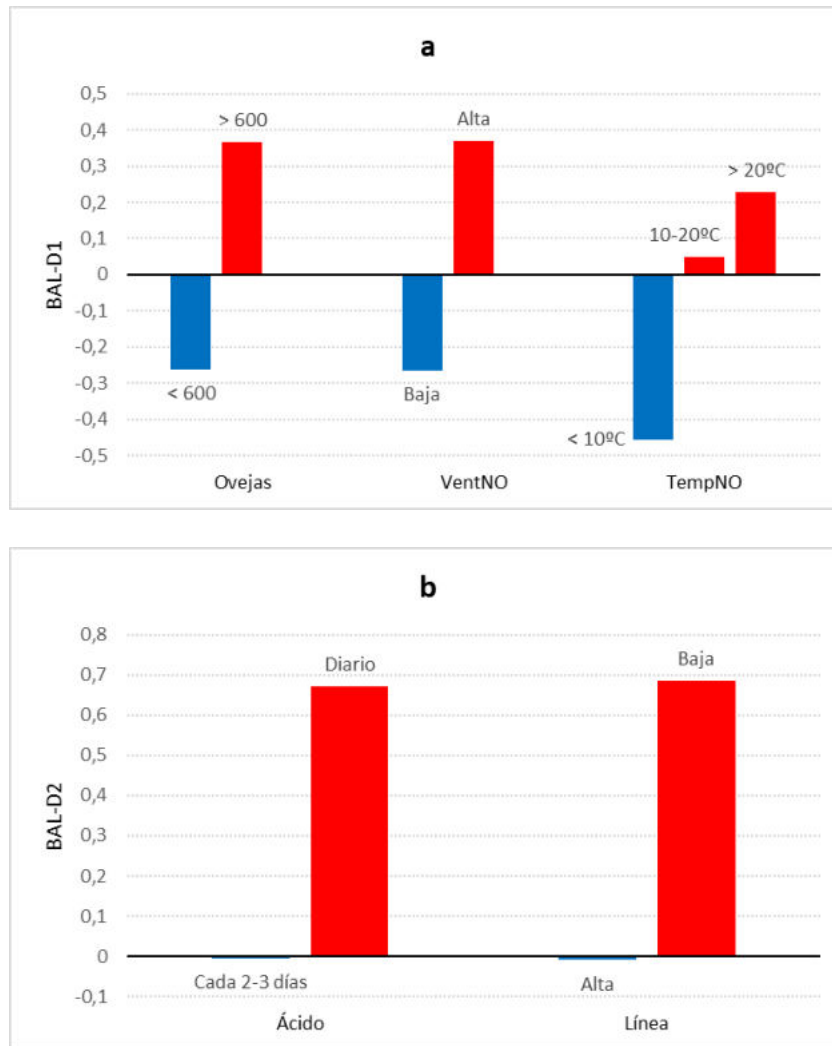 a
0,5
> 600
Alta
0,4
0,3
> 20ºC
0,2
10-20ºC
0,1
0
BAL-D1
-0,1
-0,2
-0,3
< 600
Baja
-0,4
< 10ºC
-0,5
Ovejas VentNO TempNO
b
0,8
Diario
Baja
0,7
0,6
0,5
0,4
BAL-D2
0,3
0,2
0,1
0
Cada 2-3 días
Alta
-0,1
Ácido Línea